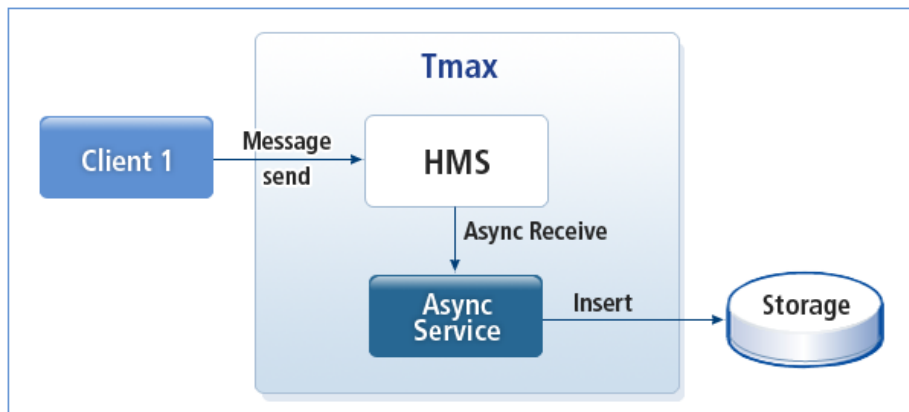 Tmax
Client 1
Message
send
HMS
Async Receive
Async
Service
Insert
Storage